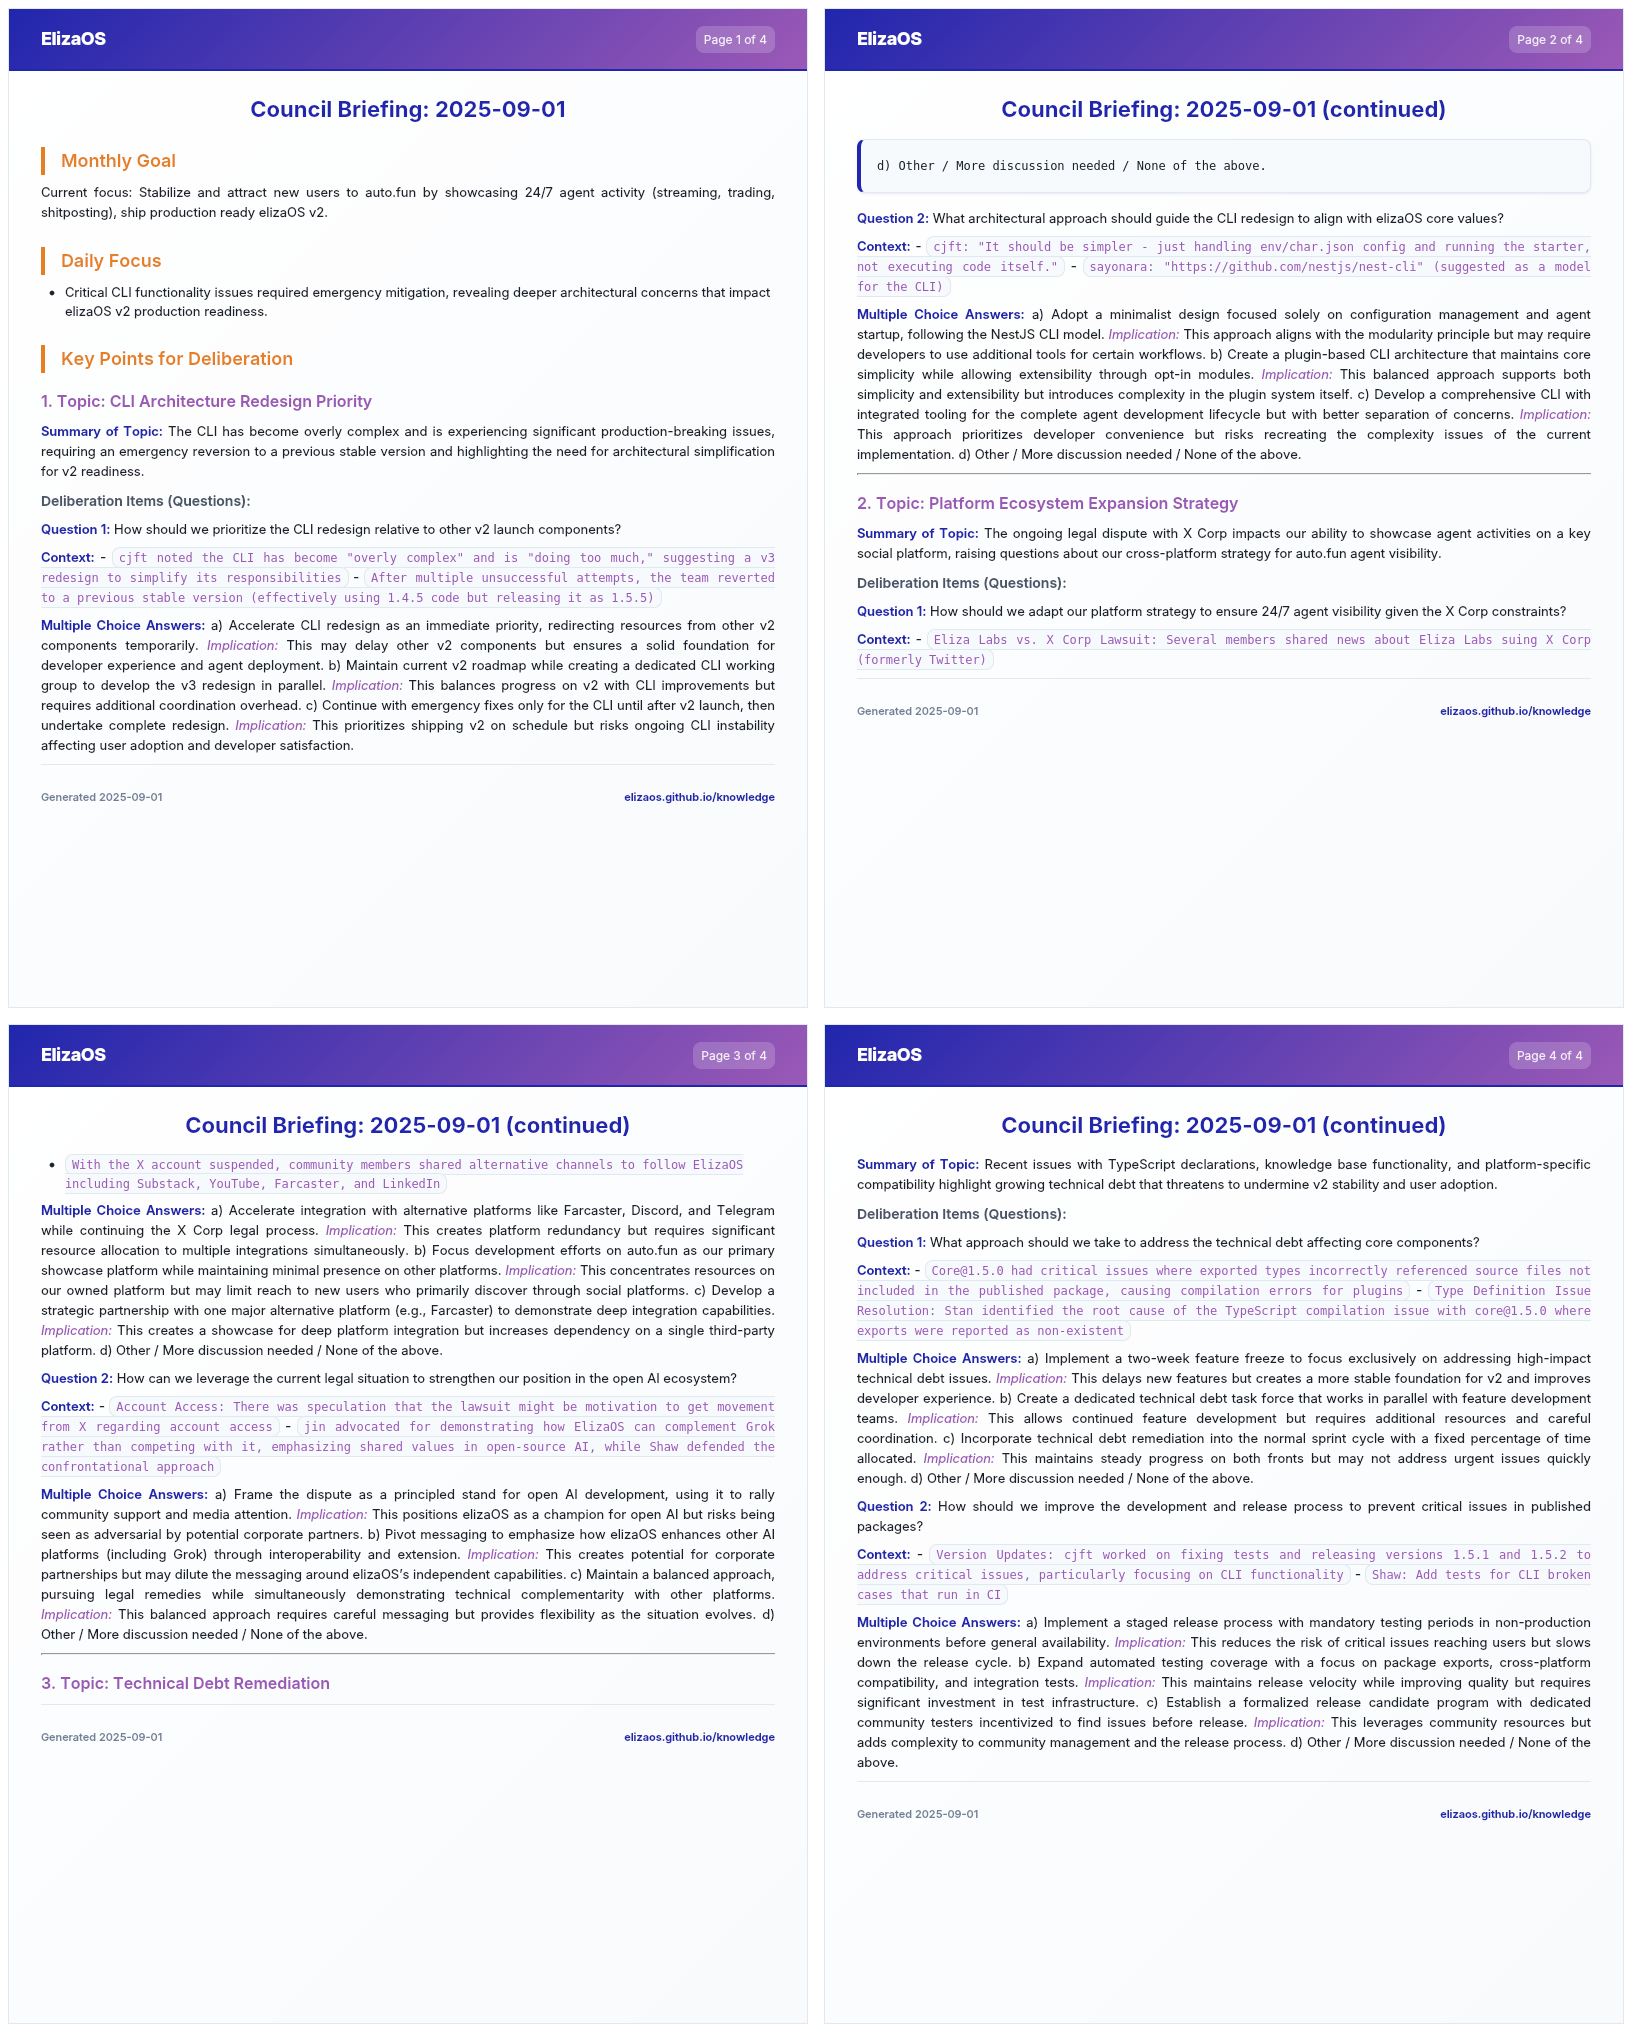 ElizaOS
Page 1 of 4
Council Briefing: 2025-09-01
Monthly Goal
Current focus: Stabilize and attract new users to auto.fun by showcasing 24/7 agent activity (streaming, trading,
shitposting), ship production ready elizaOS v2.
Daily Focus
• Critical CLI functionality issues required emergency mitigation, revealing deeper architectural concerns that impact
elizaOS v2 production readiness.
Key Points for Deliberation
1. Topic: CLI Architecture Redesign Priority
Summary of Topic: The CLI has become overly complex and is experiencing significant production-breaking issues,
requiring an emergency reversion to a previous stable version and highlighting the need for architectural simplification
for v2 readiness.
Deliberation Items (Questions):
Question 1: How should we prioritize the CLI redesign relative to other v2 launch components?
Context: - cjft noted the CLI has become "overly complex" and is "doing too much," suggesting a v3
redesign to simplify its responsibilities - After multiple unsuccessful attempts, the team reverted
to a previous stable version (effectively using 1.4.5 code but releasing it as 1.5.5)
Multiple Choice Answers: a) Accelerate CLI redesign as an immediate priority, redirecting resources from other v2
components temporarily. Implication: This may delay other v2 components but ensures a solid foundation for
developer experience and agent deployment. b) Maintain current v2 roadmap while creating a dedicated CLI working
group to develop the v3 redesign in parallel. Implication: This balances progress on v2 with CLI improvements but
requires additional coordination overhead. c) Continue with emergency fixes only for the CLI until after v2 launch, then
undertake complete redesign. Implication: This prioritizes shipping v2 on schedule but risks ongoing CLI instability
affecting user adoption and developer satisfaction.
Generated 2025-09-01
elizaos.github.io/knowledge
ElizaOS
Page 2 of 4
Council Briefing: 2025-09-01 (continued)
d) Other / More discussion needed / None of the above.
Question 2: What architectural approach should guide the CLI redesign to align with elizaOS core values?
Context: - cjft: "It should be simpler - just handling env/char.json config and running the starter,
not executing code itself." - sayonara: "https://github.com/nestjs/nest-cli" (suggested as a model
for the CLI)
Multiple Choice Answers: a) Adopt a minimalist design focused solely on configuration management and agent
startup, following the NestJS CLI model. Implication: This approach aligns with the modularity principle but may require
developers to use additional tools for certain workflows. b) Create a plugin-based CLI architecture that maintains core
simplicity while allowing extensibility through opt-in modules. Implication: This balanced approach supports both
simplicity and extensibility but introduces complexity in the plugin system itself. c) Develop a comprehensive CLI with
integrated tooling for the complete agent development lifecycle but with better separation of concerns. Implication:
This approach prioritizes developer convenience but risks recreating the complexity issues of the current
implementation. d) Other / More discussion needed / None of the above.
2. Topic: Platform Ecosystem Expansion Strategy
Summary of Topic: The ongoing legal dispute with X Corp impacts our ability to showcase agent activities on a key
social platform, raising questions about our cross-platform strategy for auto.fun agent visibility.
Deliberation Items (Questions):
Question 1: How should we adapt our platform strategy to ensure 24/7 agent visibility given the X Corp constraints?
Context: - Eliza Labs vs. X Corp Lawsuit: Several members shared news about Eliza Labs suing X Corp
(formerly Twitter)
Generated 2025-09-01
elizaos.github.io/knowledge
ElizaOS
Page 3 of 4
Council Briefing: 2025-09-01 (continued)
• With the X account suspended, community members shared alternative channels to follow ElizaOS
including Substack, YouTube, Farcaster, and LinkedIn
Multiple Choice Answers: a) Accelerate integration with alternative platforms like Farcaster, Discord, and Telegram
while continuing the X Corp legal process. Implication: This creates platform redundancy but requires significant
resource allocation to multiple integrations simultaneously. b) Focus development efforts on auto.fun as our primary
showcase platform while maintaining minimal presence on other platforms. Implication: This concentrates resources on
our owned platform but may limit reach to new users who primarily discover through social platforms. c) Develop a
strategic partnership with one major alternative platform (e.g., Farcaster) to demonstrate deep integration capabilities.
Implication: This creates a showcase for deep platform integration but increases dependency on a single third-party
platform. d) Other / More discussion needed / None of the above.
Question 2: How can we leverage the current legal situation to strengthen our position in the open AI ecosystem?
Context: - Account Access: There was speculation that the lawsuit might be motivation to get movement
from X regarding account access - jin advocated for demonstrating how ElizaOS can complement Grok
rather than competing with it, emphasizing shared values in open-source AI, while Shaw defended the
confrontational approach
Multiple Choice Answers: a) Frame the dispute as a principled stand for open AI development, using it to rally
community support and media attention. Implication: This positions elizaOS as a champion for open AI but risks being
seen as adversarial by potential corporate partners. b) Pivot messaging to emphasize how elizaOS enhances other AI
platforms (including Grok) through interoperability and extension. Implication: This creates potential for corporate
partnerships but may dilute the messaging around elizaOS’s independent capabilities. c) Maintain a balanced approach,
pursuing legal remedies while simultaneously demonstrating technical complementarity with other platforms.
Implication: This balanced approach requires careful messaging but provides flexibility as the situation evolves. d)
Other / More discussion needed / None of the above.
3. Topic: Technical Debt Remediation
Generated 2025-09-01
elizaos.github.io/knowledge
ElizaOS
Page 4 of 4
Council Briefing: 2025-09-01 (continued)
Summary of Topic: Recent issues with TypeScript declarations, knowledge base functionality, and platform-specific
compatibility highlight growing technical debt that threatens to undermine v2 stability and user adoption.
Deliberation Items (Questions):
Question 1: What approach should we take to address the technical debt affecting core components?
Context: - Core@1.5.0 had critical issues where exported types incorrectly referenced source files not
included in the published package, causing compilation errors for plugins - Type Definition Issue
Resolution: Stan identified the root cause of the TypeScript compilation issue with core@1.5.0 where
exports were reported as non-existent
Multiple Choice Answers: a) Implement a two-week feature freeze to focus exclusively on addressing high-impact
technical debt issues. Implication: This delays new features but creates a more stable foundation for v2 and improves
developer experience. b) Create a dedicated technical debt task force that works in parallel with feature development
teams. Implication: This allows continued feature development but requires additional resources and careful
coordination. c) Incorporate technical debt remediation into the normal sprint cycle with a fixed percentage of time
allocated. Implication: This maintains steady progress on both fronts but may not address urgent issues quickly
enough. d) Other / More discussion needed / None of the above.
Question 2: How should we improve the development and release process to prevent critical issues in published
packages?
Context: - Version Updates: cjft worked on fixing tests and releasing versions 1.5.1 and 1.5.2 to
address critical issues, particularly focusing on CLI functionality - Shaw: Add tests for CLI broken
cases that run in CI
Multiple Choice Answers: a) Implement a staged release process with mandatory testing periods in non-production
environments before general availability. Implication: This reduces the risk of critical issues reaching users but slows
down the release cycle. b) Expand automated testing coverage with a focus on package exports, cross-platform
compatibility, and integration tests. Implication: This maintains release velocity while improving quality but requires
significant investment in test infrastructure. c) Establish a formalized release candidate program with dedicated
community testers incentivized to find issues before release. Implication: This leverages community resources but
adds complexity to community management and the release process. d) Other / More discussion needed / None of the
above.
Generated 2025-09-01
elizaos.github.io/knowledge